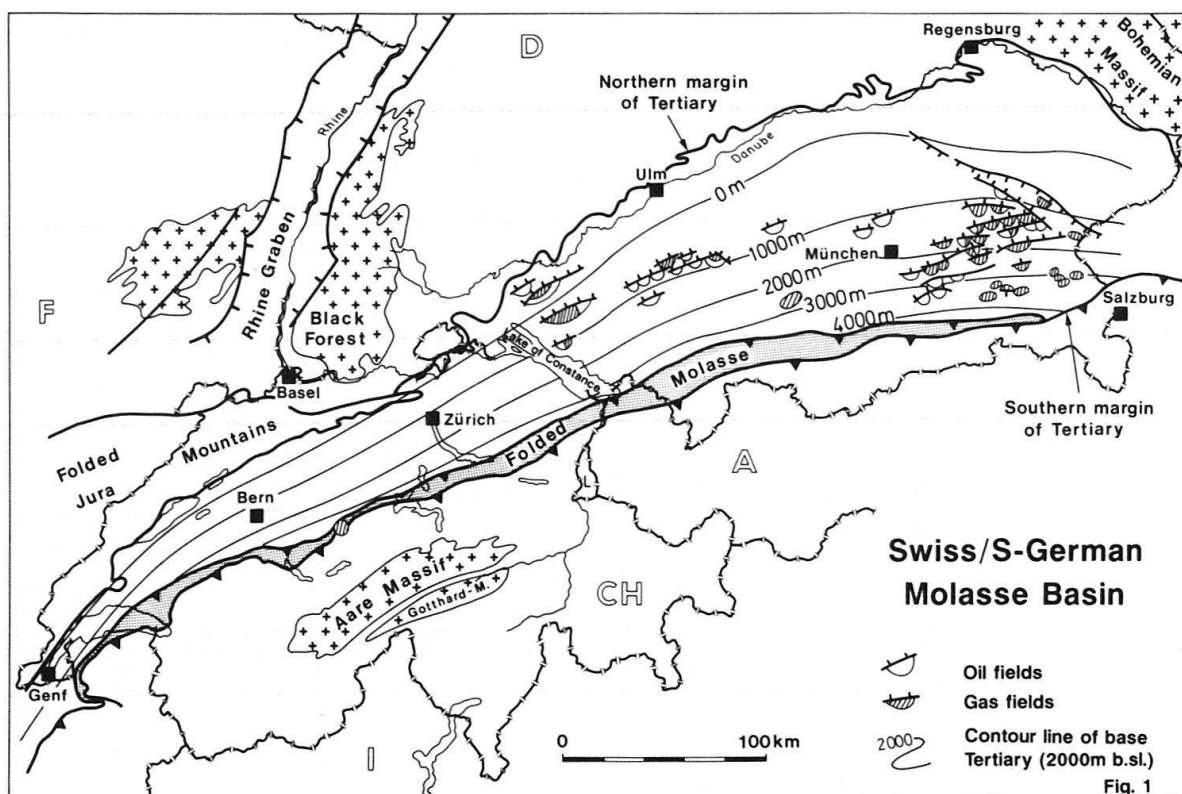 D
Regensburg
Bohemian
Massif
Northern margin
of Tertiary
Rhine
Danube
Ulm
0m
1000m
München
2000m
3000m
4000m
Salzburg
Rhine Graben
F
Black
Forest
Lake of Constance
Basel
Molasse
Southern margin
of Tertiary
Zürich
Folded
Mountains
Folded
Jura
A
L
Bern
Swiss/S-German
Molasse Basin
Aare Massif
Gotthard-M.
CH
Oil fields
Gas fields
Genf
I
0 100km
2000
Contour line of base
Tertiary (2000m b.sl.)
Fig. 1